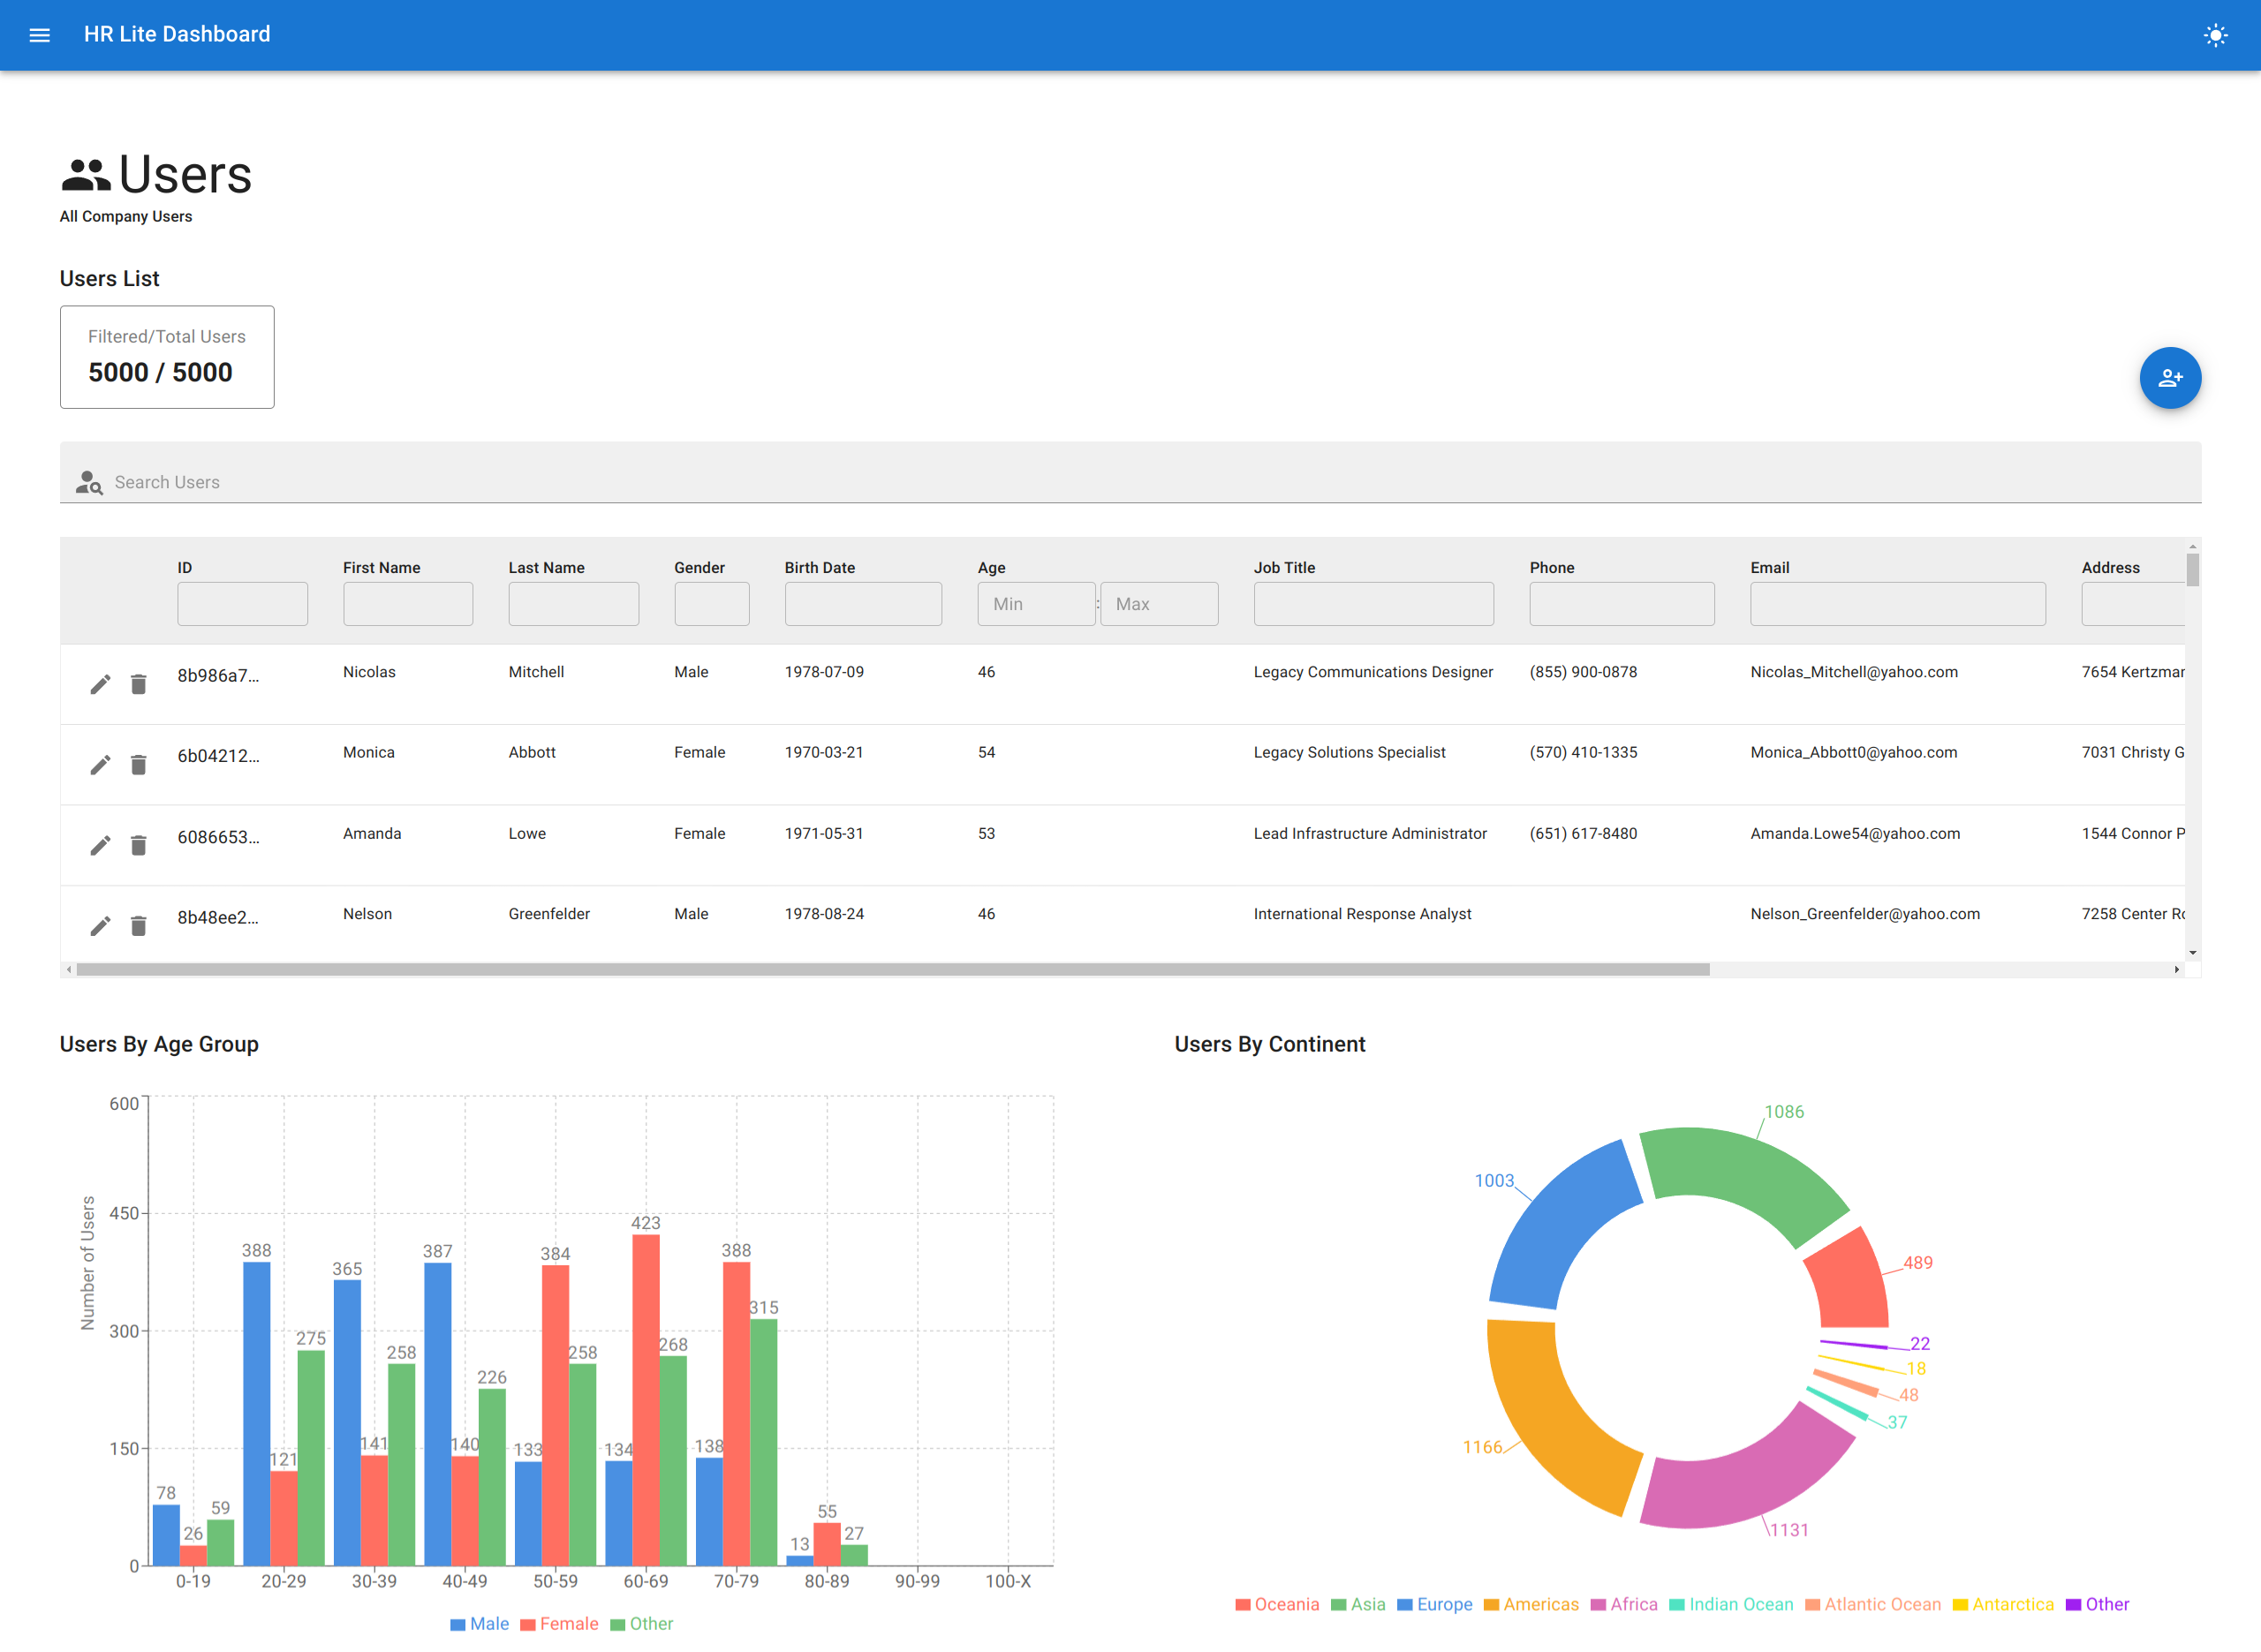 HR Lite Dashboard
Users
All Company Users
Users List
Filtered/Total Users
5000 / 5000
Search Users
ID First Name Last Name Gender Birth Date Age Job Title Phone Email Address
Min : Max
8b986a7... Nicolas Mitchell Male 1978-07-09 46 Legacy Communications Designer (855) 900-0878 Nicolas_Mitchell@yahoo.com 7654 Kertzmar
6b04212... Monica Abbott Female 1970-03-21 54 Legacy Solutions Specialist (570) 410-1335 Monica_Abbott0@yahoo.com 7031 Christy G
6086653... Amanda Lowe Female 1971-05-31 53 Lead Infrastructure Administrator (651) 617-8480 Amanda.Lowe54@yahoo.com 1544 Connor P
8b48ee2... Nelson Greenfelder Male 1978-08-24 46 International Response Analyst Nelson_Greenfelder@yahoo.com 7258 Center Ro
Users By Age Group
Number of Users
600
450
300
150
0
78 26 59
388 121 275
365 141 258
387 140 226
133 384 258
134 423 268
138 388 315
13 55 27
0-19 20-29 30-39 40-49 50-59 60-69 70-79 80-89 90-99 100-X
Male Female Other
Users By Continent
1086
1003
489
22
18
48
37
1166
1131
Oceania Asia Europe Americas Africa Indian Ocean Atlantic Ocean Antarctica Other